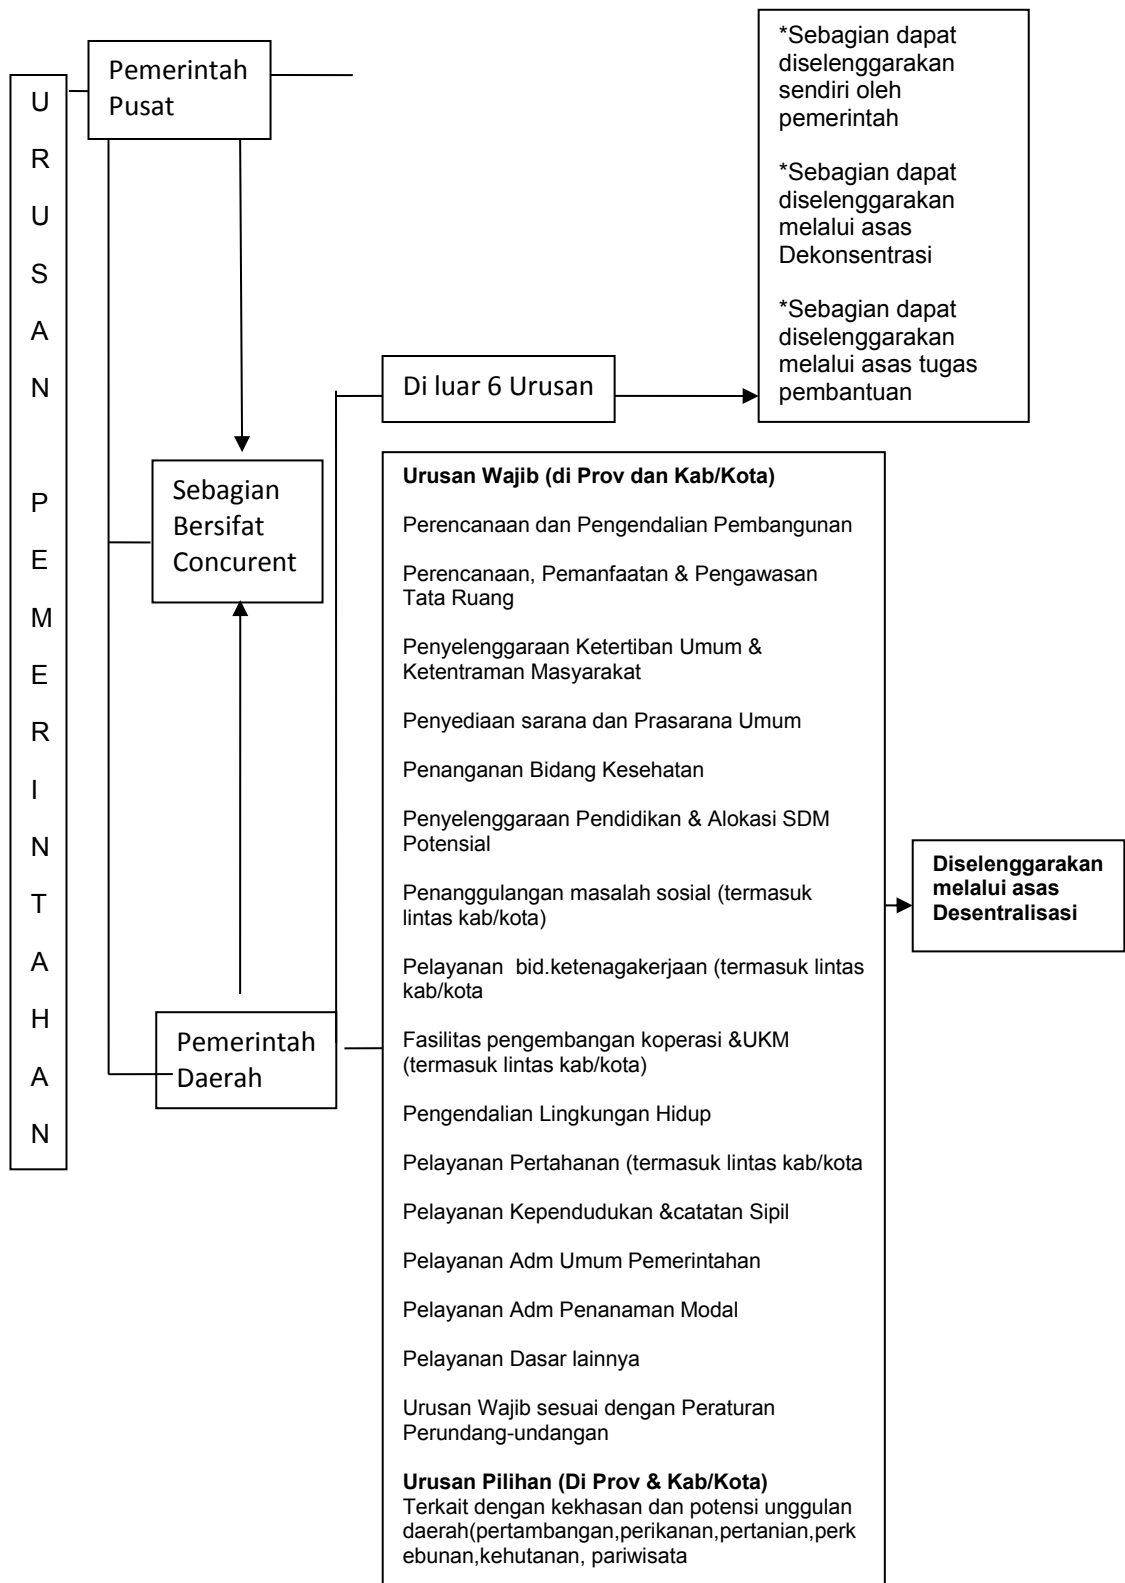 URUSAN PEMERINTAHAN
Pemerintah
Pusat
*Sebagian dapat
diselenggarakan
sendiri oleh
pemerintah
*Sebagian dapat
diselenggarakan
melalui asas
Dekonsentrasi
*Sebagian dapat
diselenggarakan
melalui asas tugas
pembantuan
Di luar 6 Urusan
Sebagian
Bersifat
Concurent
Urusan Wajib (di Prov dan Kab/Kota)
Perencanaan dan Pengendalian Pembangunan
Perencanaan, Pemanfaatan & Pengawasan
Tata Ruang
Penyelenggaraan Ketertiban Umum &
Ketentraman Masyarakat
Penyediaan sarana dan Prasarana Umum
Penanganan Bidang Kesehatan
Penyelenggaraan Pendidikan & Alokasi SDM
Potensial
Penanggulangan masalah sosial (termasuk
lintas kab/kota)
Pelayanan bid.ketenagakerjaan (termasuk lintas
kab/kota
Fasilitas pengembangan koperasi &UKM
(termasuk lintas kab/kota)
Pengendalian Lingkungan Hidup
Pelayanan Pertahanan (termasuk lintas kab/kota
Pelayanan Kependudukan &catatan Sipil
Pelayanan Adm Umum Pemerintahan
Pelayanan Adm Penanaman Modal
Pelayanan Dasar lainnya
Urusan Wajib sesuai dengan Peraturan
Perundang-undangan
Urusan Pilihan (Di Prov & Kab/Kota)
Terkait dengan kekhasan dan potensi unggulan
daerah(pertambangan,perikanan,pertanian,perk
ebunan,kehutanan, pariwisata
Diselenggarakan
melalui asas
Desentralisasi
Pemerintah
Daerah